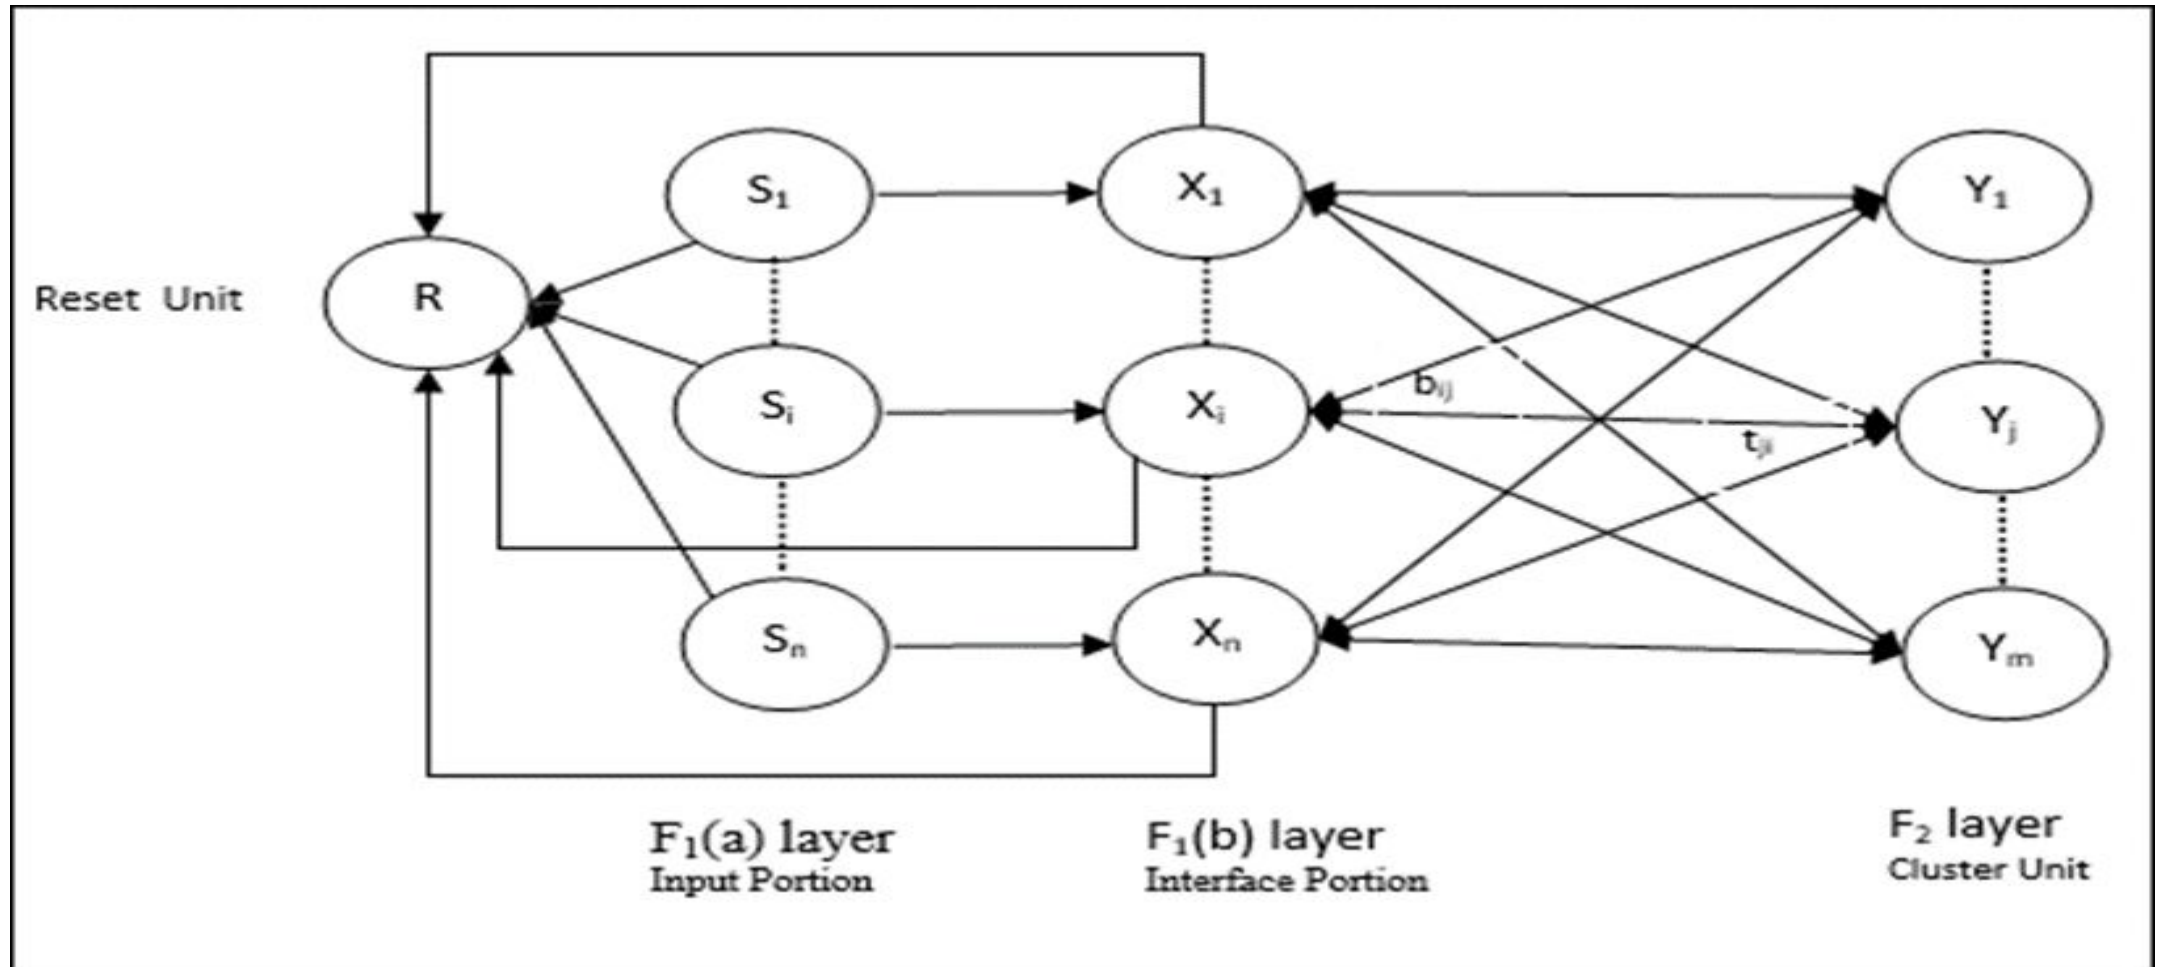 S₁
X₁
Y₁
Reset Unit
R
bᵢⱼ
Sᵢ
Xᵢ
Yⱼ
tⱼᵢ
Sₙ
Xₙ
Yₘ
F₁(a) layer
Input Portion
F₁(b) layer
Interface Portion
F₂ layer
Cluster Unit